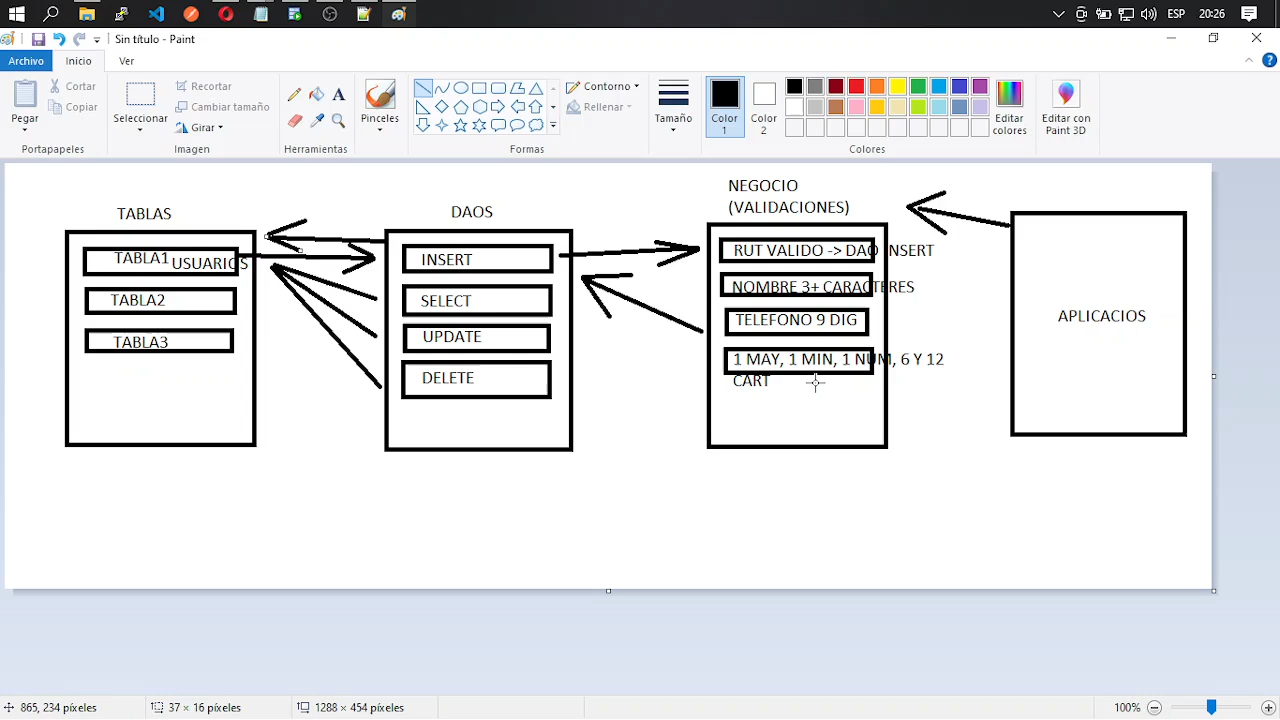 ESP
20:26
Sin título - Paint
Archivo
Inicio
Ver
Pegar
Cortar
Copiar
Portapapeles
Seleccionar
Recortar
Cambiar tamaño
Girar
Imagen
A
Herramientas
Pinceles
Contorno
Rellenar
Formas
Tamaño
Color
1
Color
2
Editar
colores
Colores
Editar con
Paint 3D
TABLAS
TABLA1
USUARIOS
TABLA2
TABLA3
DAOS
INSERT
SELECT
UPDATE
DELETE
NEGOCIO
(VALIDACIONES)
RUT VALIDO -> DAO INSERT
NOMBRE 3+ CARACTERES
TELEFONO 9 DIG
1 MAY, 1 MIN, 1 NUM, 6 Y 12
CART
APLICACIOS
865, 234 píxeles
37 × 16 píxeles
1288 × 454 píxeles
100%